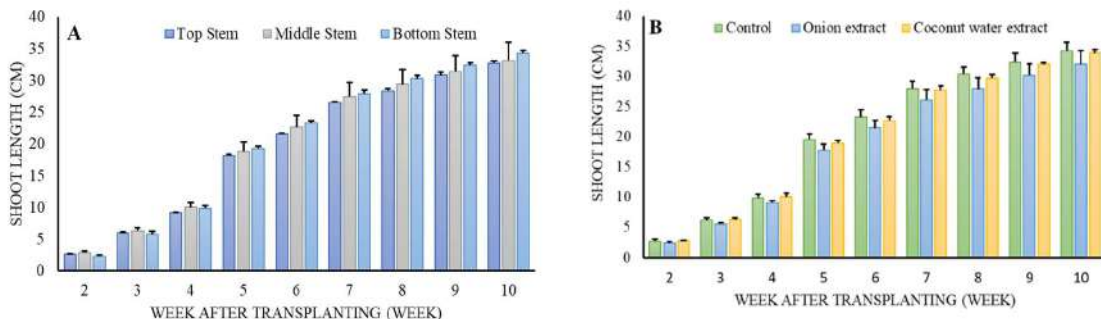 A
Top Stem Middle Stem Bottom Stem
SHOOT LENGTH (CM)
40
35
30
25
20
15
10
5
0
2 3 4 5 6 7 8 9 10
WEEK AFTER TRANSPLANTING (WEEK)
B
Control Onion extract Coconut water extract
SHOOT LENGTH (CM)
40
35
30
25
20
15
10
5
0
2 3 4 5 6 7 8 9 10
WEEK AFTER TRANSPLANTING (WEEK)